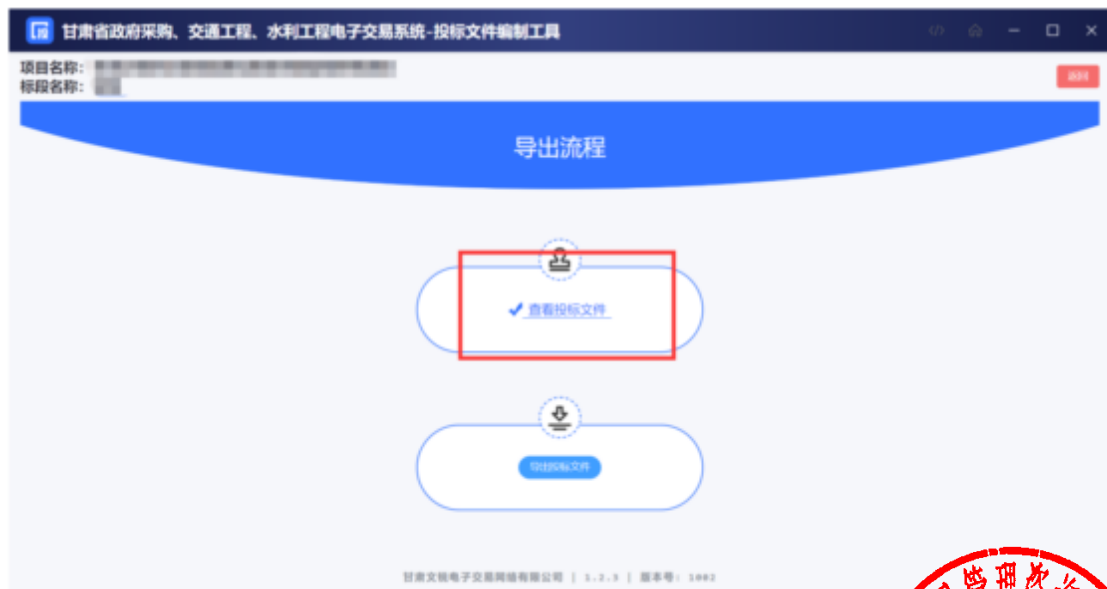 甘肃省政府采购、交通工程、水利工程电子交易系统-投标文件编制工具
项目名称:
标段名称:
返回
导出流程
查看投标文件
导出投标文件
甘肃文锐电子交易网络有限公司 | 1.2.3 | 版本号: 1002